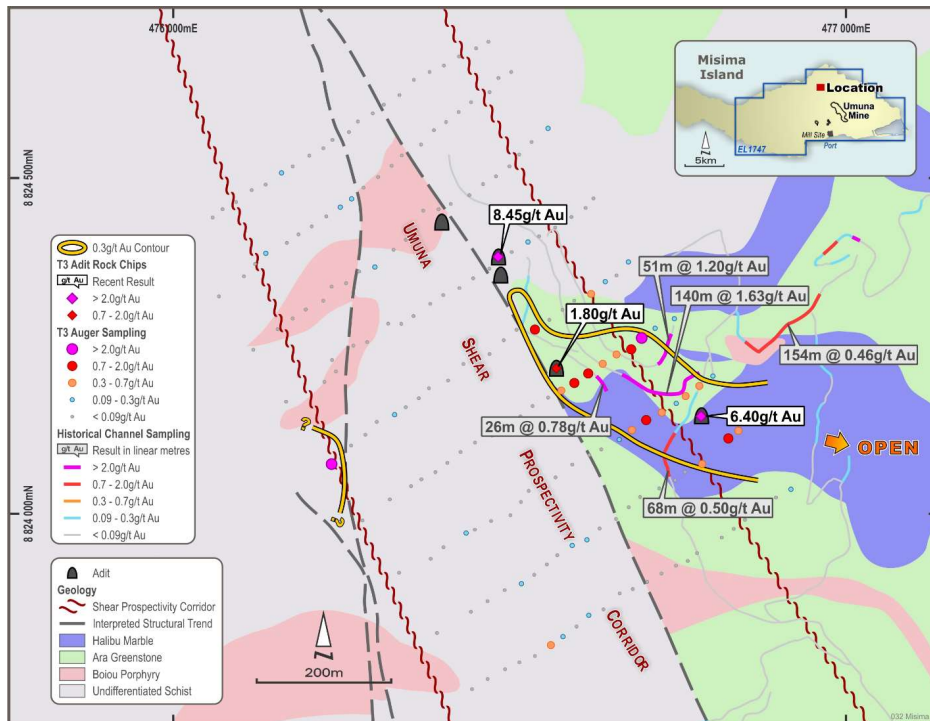 476 000mE
477 000mE
8 824 500mN
8 824 000mN
Misima
Island
Location
Umuna
Mine
Mill Site
Port
EL1747
N
5km
8.45g/t Au
51m @ 1.20g/t Au
140m @ 1.63g/t Au
1.80g/t Au
154m @ 0.46g/t Au
26m @ 0.78g/t Au
6.40g/t Au
68m @ 0.50g/t Au
OPEN
UMUNA
SHEAR
PROSPECTIVITY
CORRIDOR
?
?
0.3g/t Au Contour
T3 Adit Rock Chips
g/t Au Recent Result
> 2.0g/t Au
0.7 - 2.0g/t Au
T3 Auger Sampling
> 2.0g/t Au
0.7 - 2.0g/t Au
0.3 - 0.7g/t Au
0.09 - 0.3g/t Au
< 0.09g/t Au
Historical Channel Sampling
g/t Au Result in linear metres
> 2.0g/t Au
0.7 - 2.0g/t Au
0.3 - 0.7g/t Au
0.09 - 0.3g/t Au
< 0.09g/t Au
Adit
Geology
Shear Prospectivity Corridor
Interpreted Structural Trend
Halibu Marble
Ara Greenstone
Boiou Porphyry
Undifferentiated Schist
N
200m
032 Misima